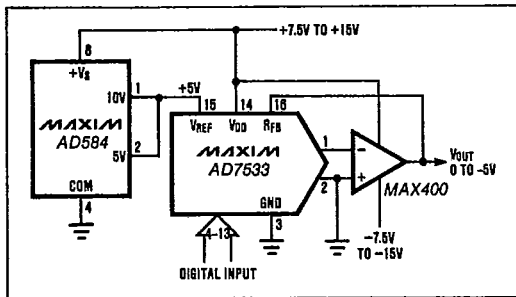 +7.5V TO +15V
8
+VS
1
10V
+5V
MAXIM
AD584
2
5V
COM
4
15
14
16
VREF
VDD
RFB
MAXIM
AD7533
1
2
GND
3
4-13
DIGITAL INPUT
−
+
MAX400
VOUT
0 TO -5V
-7.5V
TO -15V